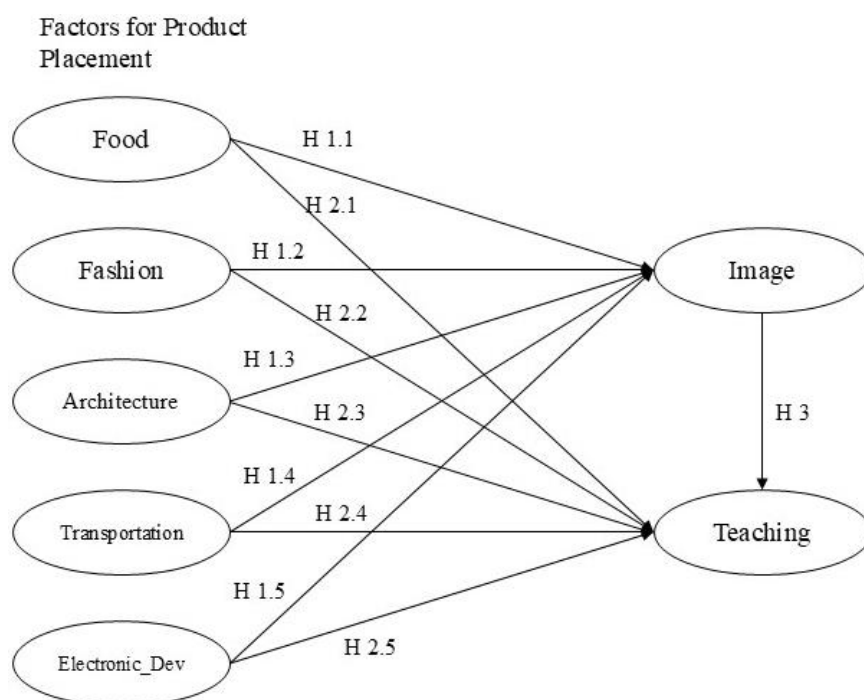 Factors for Product
Placement
Food
H 1.1
H 2.1
Fashion
H 1.2
Image
H 2.2
H 1.3
Architecture
H 2.3
H 3
H 1.4
Transportation
H 2.4
Teaching
H 1.5
H 2.5
Electronic_Dev